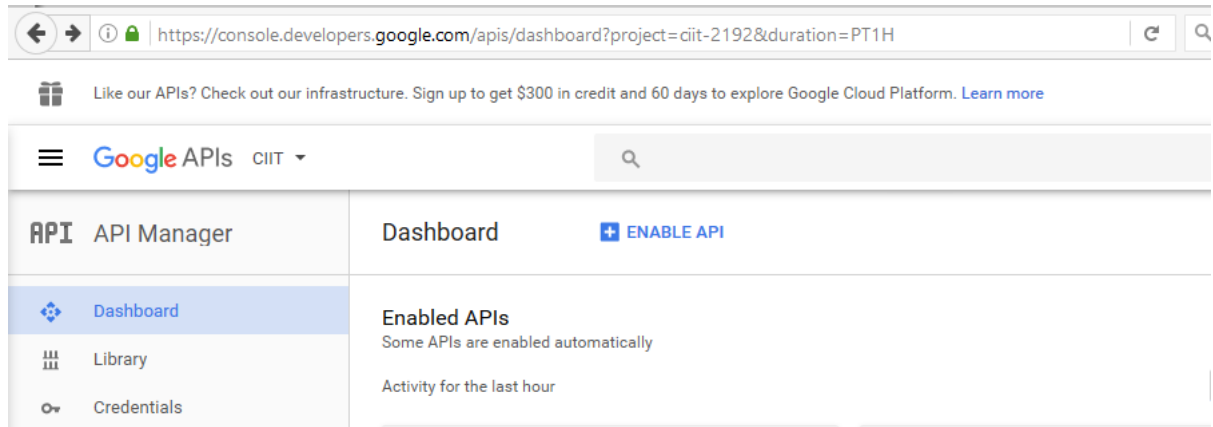 https://console.developers.google.com/apis/dashboard?project=ciit-2192&duration=PT1H
Like our APIs? Check out our infrastructure. Sign up to get $300 in credit and 60 days to explore Google Cloud Platform. Learn more
Google APIs CIIT
API API Manager
Dashboard ENABLE API
Dashboard
Enabled APIs
Some APIs are enabled automatically
Library
Activity for the last hour
Credentials